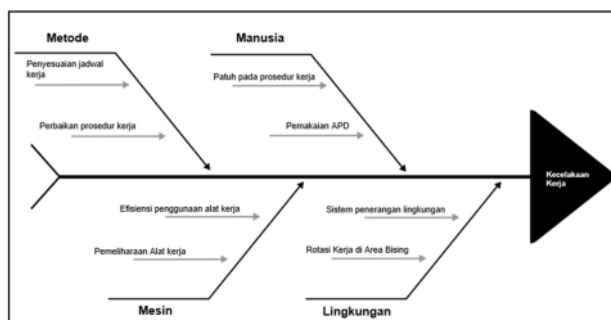 Metode
Manusia
Penyesuaian jadwal
kerja
Patuh pada prosedur kerja
Perbaikan prosedur kerja
Pemakaian APD
Kecelakaan
Kerja
Efisiensi penggunaan alat kerja
Sistem penerangan lingkungan
Pemeliharaan Alat kerja
Rotasi Kerja di Area Bising
Mesin
Lingkungan